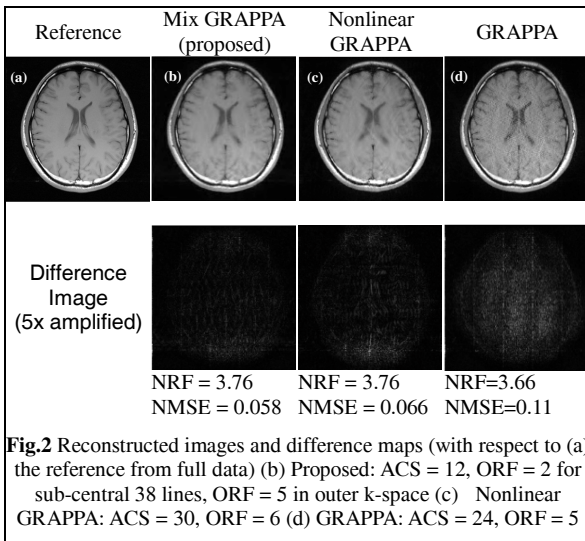 Reference
Mix GRAPPA
(proposed)
Nonlinear
GRAPPA
GRAPPA
(a)
(b)
(c)
(d)
Difference
Image
(5x amplified)
NRF = 3.76
NMSE = 0.058
NRF = 3.76
NMSE = 0.066
NRF=3.66
NMSE=0.11
Fig.2 Reconstructed images and difference maps (with respect to (a)
the reference from full data) (b) Proposed: ACS = 12, ORF = 2 for
sub-central 38 lines, ORF = 5 in outer k-space (c) Nonlinear
GRAPPA: ACS = 30, ORF = 6 (d) GRAPPA: ACS = 24, ORF = 5